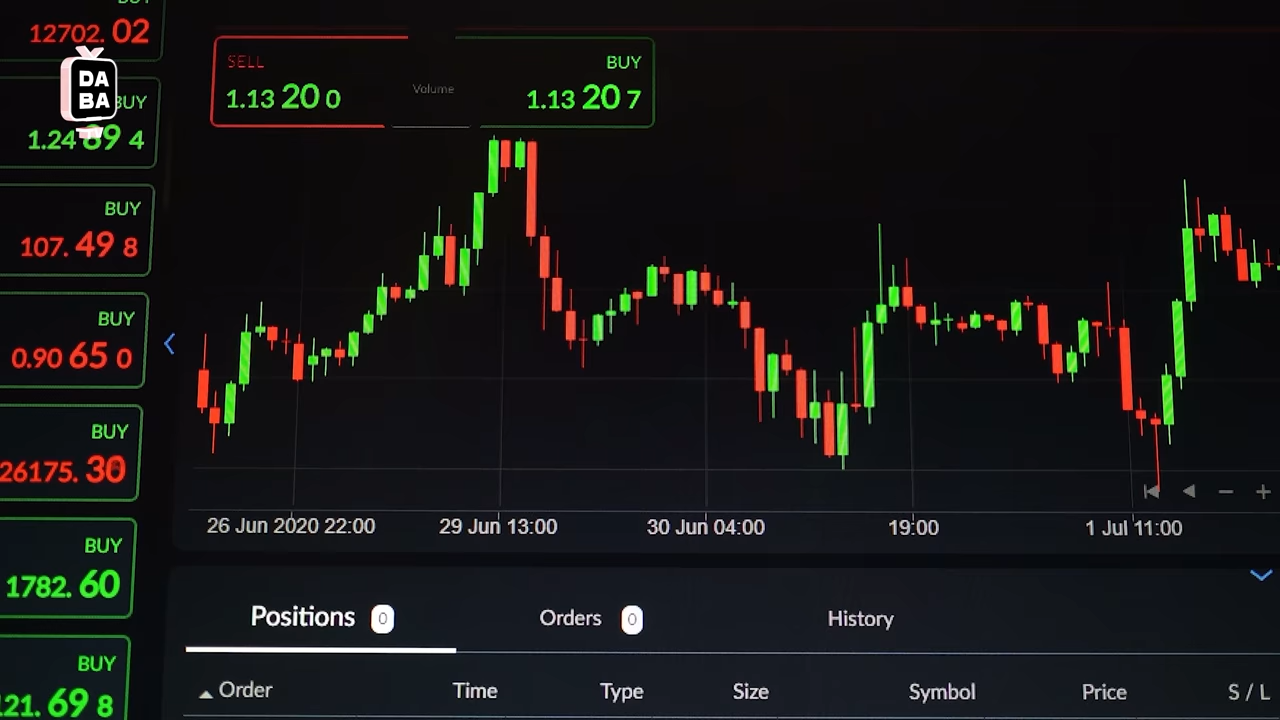 BUY
12702. 02
DA
BA
BUY
1.24 89 4
BUY
107. 49 8
BUY
0.90 65 0
BUY
26175. 30
BUY
1782. 60
BUY
121. 69 8
SELL
1.13 20 0
Volume
BUY
1.13 20 7
26 Jun 2020 22:00
29 Jun 13:00
30 Jun 04:00
19:00
1 Jul 11:00
Positions 0
Orders 0
History
Order Time Type Size Symbol Price S / L